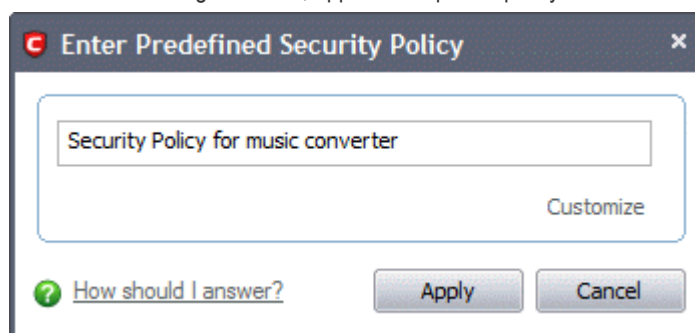 Enter Predefined Security Policy
Security Policy for music converter
Customize
How should I answer?
Apply
Cancel